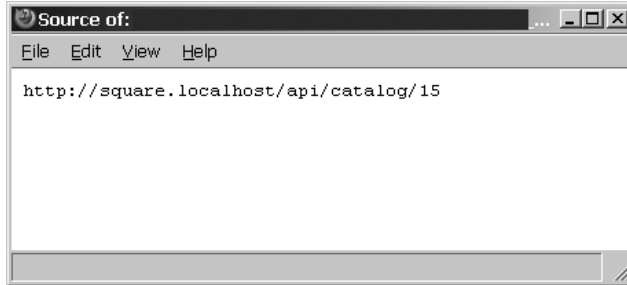 Source of: ...
File Edit View Help
http://square.localhost/api/catalog/15